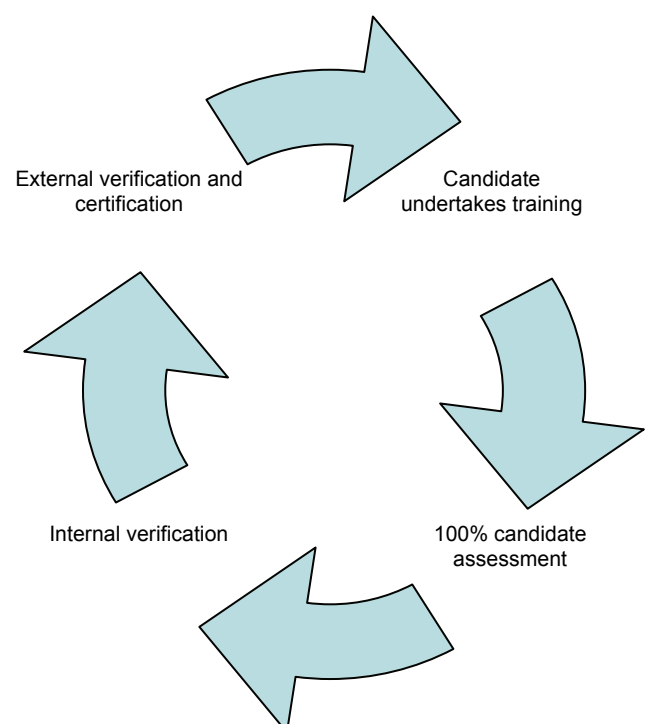 External verification and
certification
Candidate
undertakes training
Internal verification
100% candidate
assessment